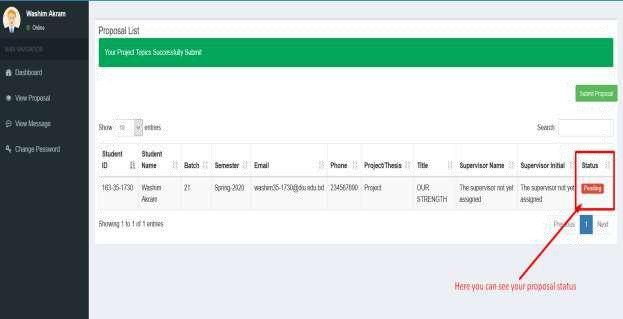 Washim Akram
Online
MAIN NAVIGATION
Dashboard
View Proposal
View Message
Change Password
Proposal List
Your Project Topics Successfully Submit
Submit Proposal
Show 10 entries
Search:
Student ID Student Name Batch Semester Email Phone Project/Thesis Title Supervisor Name Supervisor Initial Status
163-35-1730 Washim Akram 21 Spring-2020 washim35-1730@diu.edu.bd 234567890 Project OUR STRENGTH The supervisor not yet assigned The supervisor not yet assigned Pending
Showing 1 to 1 of 1 entries
Previous 1 Next
Here you can see your proposal status